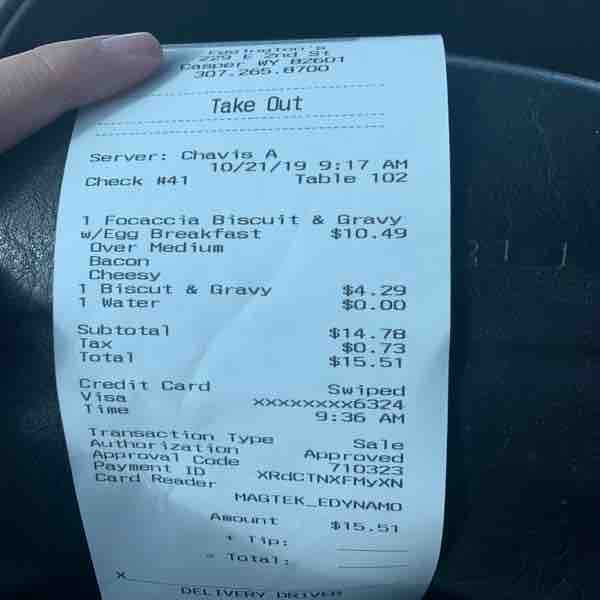 Eggington's
229 E 2nd St
Casper WY 82601
307.265.8700
Take Out
Server: Chavis A
10/21/19 9:17 AM
Check #41 Table 102
1 Focaccia Biscuit & Gravy
w/Egg Breakfast $10.49
Over Medium
Bacon
Cheesy
1 Biscut & Gravy $4.29
1 Water $0.00
Subtotal $14.78
Tax $0.73
Total $15.51
Credit Card Swiped
Visa xxxxxxxx6324
Time 9:36 AM
Transaction Type Sale
Authorization Approved
Approval Code 710323
Payment ID XRdCTNXFMyXN
Card Reader
MAGTEK_EDYNAMO
Amount $15.51
+ Tip:
= Total:
X
DELIVERY DRIVER